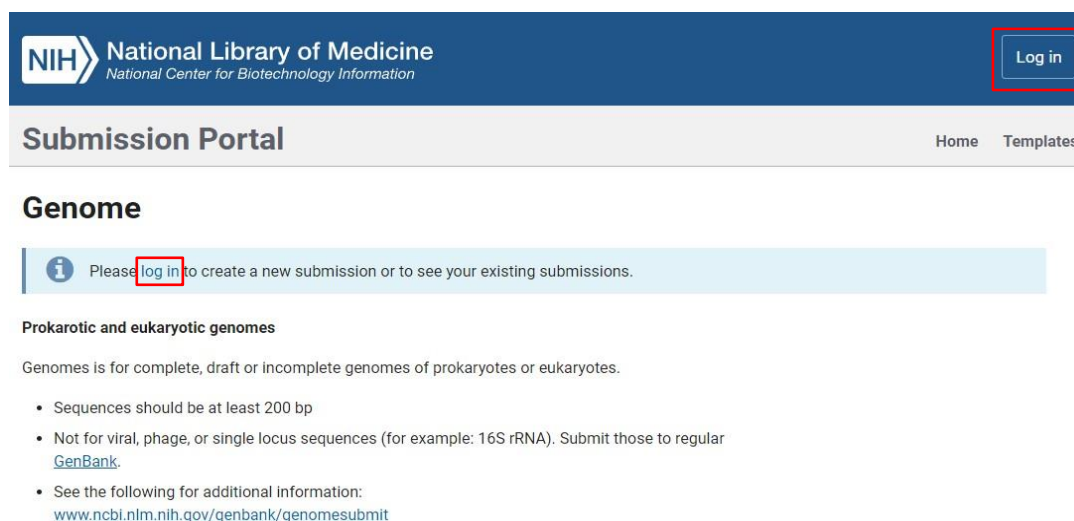 NIH National Library of Medicine
National Center for Biotechnology Information
Log in
Submission Portal
Home Templates
Genome
Please log in to create a new submission or to see your existing submissions.
Prokarotic and eukaryotic genomes
Genomes is for complete, draft or incomplete genomes of prokaryotes or eukaryotes.
• Sequences should be at least 200 bp
• Not for viral, phage, or single locus sequences (for example: 16S rRNA). Submit those to regular
GenBank.
• See the following for additional information:
www.ncbi.nlm.nih.gov/genbank/genomesubmit